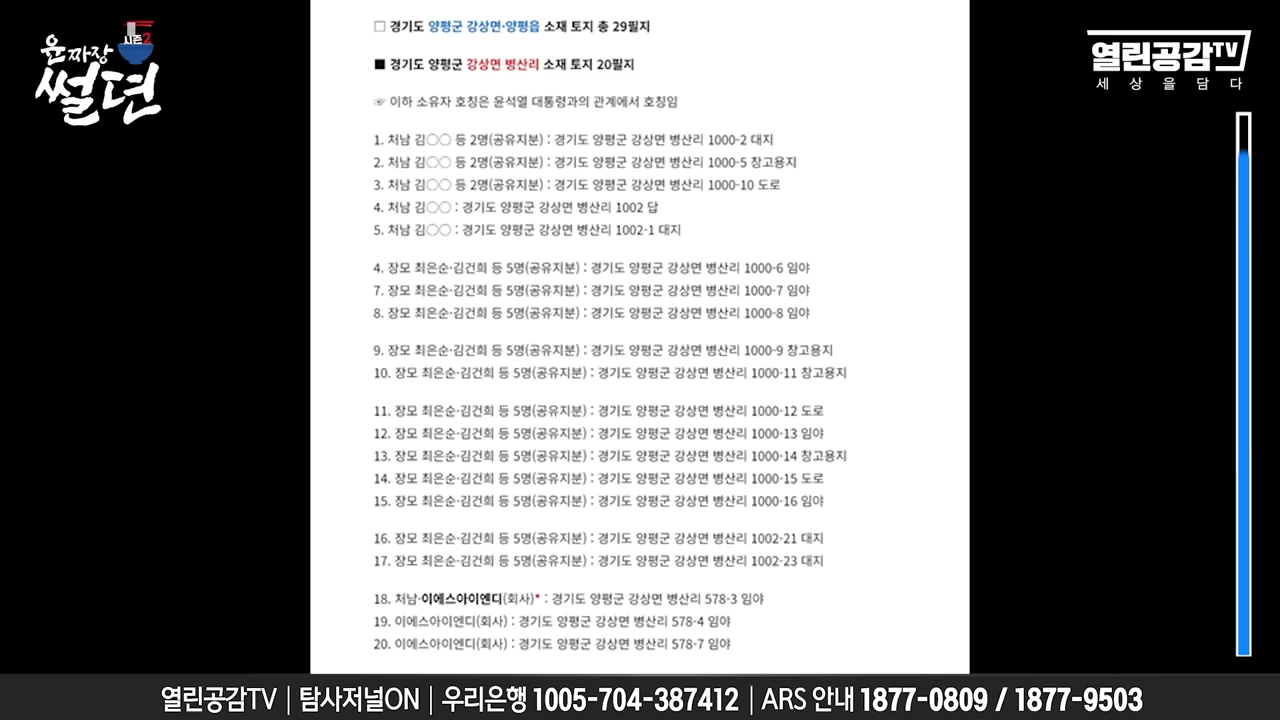 윤짜장
시즌2
썰뎐
열린공감TV
세상을 담다
□ 경기도 양평군 강상면·양평읍 소재 토지 총 29필지
■ 경기도 양평군 강상면 병산리 소재 토지 20필지
☞ 이하 소유자 호칭은 윤석열 대통령과의 관계에서 호칭임
1. 처남 김○○ 등 2명(공유지분) : 경기도 양평군 강상면 병산리 1000-2 대지
2. 처남 김○○ 등 2명(공유지분) : 경기도 양평군 강상면 병산리 1000-5 창고용지
3. 처남 김○○ 등 2명(공유지분) : 경기도 양평군 강상면 병산리 1000-10 도로
4. 처남 김○○ : 경기도 양평군 강상면 병산리 1002 답
5. 처남 김○○ : 경기도 양평군 강상면 병산리 1002-1 대지
4. 장모 최은순·김건희 등 5명(공유지분) : 경기도 양평군 강상면 병산리 1000-6 임야
7. 장모 최은순·김건희 등 5명(공유지분) : 경기도 양평군 강상면 병산리 1000-7 임야
8. 장모 최은순·김건희 등 5명(공유지분) : 경기도 양평군 강상면 병산리 1000-8 임야
9. 장모 최은순·김건희 등 5명(공유지분) : 경기도 양평군 강상면 병산리 1000-9 창고용지
10. 장모 최은순·김건희 등 5명(공유지분) : 경기도 양평군 강상면 병산리 1000-11 창고용지
11. 장모 최은순·김건희 등 5명(공유지분) : 경기도 양평군 강상면 병산리 1000-12 도로
12. 장모 최은순·김건희 등 5명(공유지분) : 경기도 양평군 강상면 병산리 1000-13 임야
13. 장모 최은순·김건희 등 5명(공유지분) : 경기도 양평군 강상면 병산리 1000-14 창고용지
14. 장모 최은순·김건희 등 5명(공유지분) : 경기도 양평군 강상면 병산리 1000-15 도로
15. 장모 최은순·김건희 등 5명(공유지분) : 경기도 양평군 강상면 병산리 1000-16 임야
16. 장모 최은순·김건희 등 5명(공유지분) : 경기도 양평군 강상면 병산리 1002-21 대지
17. 장모 최은순·김건희 등 5명(공유지분) : 경기도 양평군 강상면 병산리 1002-23 대지
18. 처남·이에스아이엔디(회사)* : 경기도 양평군 강상면 병산리 578-3 임야
19. 이에스아이엔디(회사) : 경기도 양평군 강상면 병산리 578-4 임야
20. 이에스아이엔디(회사) : 경기도 양평군 강상면 병산리 578-7 임야
열린공감TV | 탐사저널ON | 우리은행 1005-704-387412 | ARS 안내 1877-0809 / 1877-9503